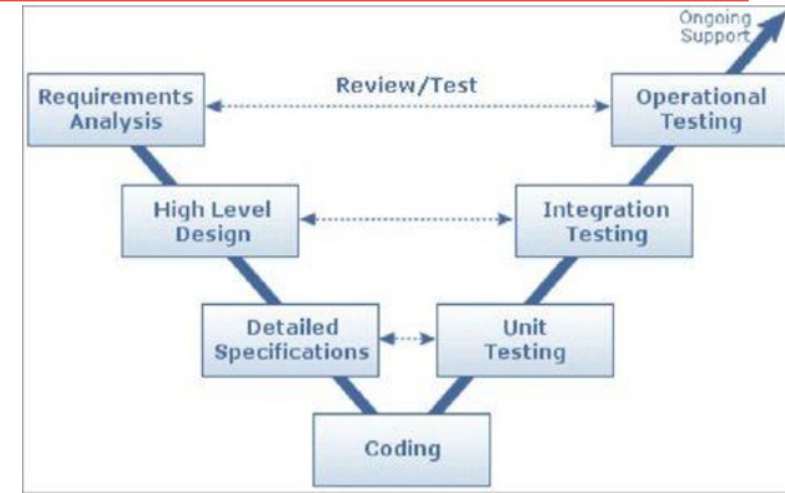 Ongoing
Support
Requirements
Analysis
Review/Test
Operational
Testing
High Level
Design
Integration
Testing
Detailed
Specifications
Unit
Testing
Coding